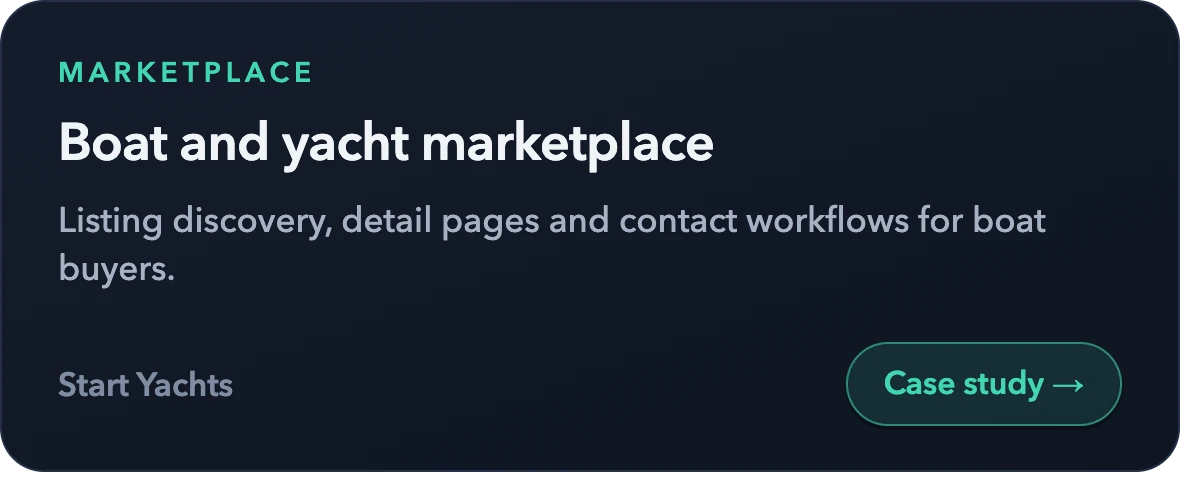 MARKETPLACE
Boat and yacht marketplace
Listing discovery, detail pages and contact workflows for boat
buyers.
Start Yachts
Case study →